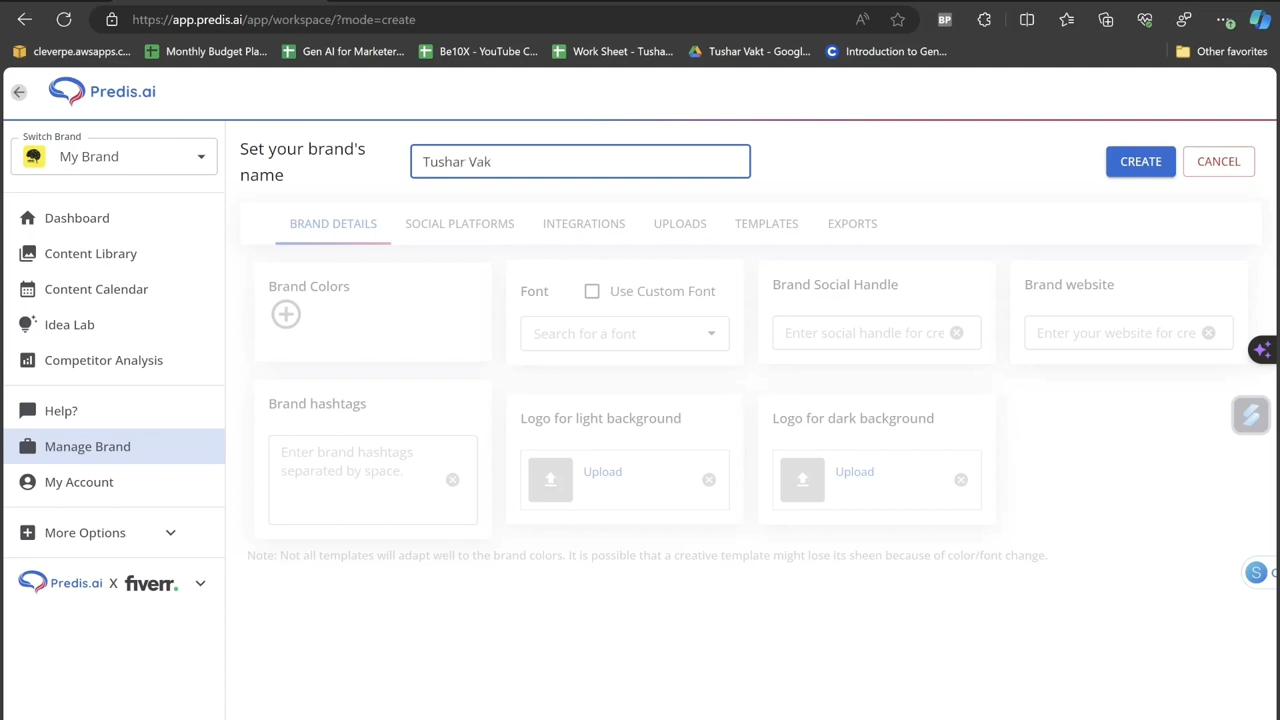 https://app.predis.ai/app/workspace/?mode=create
BP
cleverpe.awsapps.c...
Monthly Budget Pla...
Gen AI for Marketer...
Be10X - YouTube C...
Work Sheet - Tusha...
Tushar Vakt - Googl...
Introduction to Gen...
Other favorites
Predis.ai
Switch Brand
My Brand
Set your brand's
name
Tushar Vak
CREATE
CANCEL
Dashboard
Content Library
Content Calendar
Idea Lab
Competitor Analysis
Help?
Manage Brand
My Account
More Options
Predis.ai X fiverr.
BRAND DETAILS
SOCIAL PLATFORMS
INTEGRATIONS
UPLOADS
TEMPLATES
EXPORTS
Brand Colors
Font
Use Custom Font
Search for a font
Brand Social Handle
Enter social handle for cre
Brand website
Enter your website for cre
Brand hashtags
Enter brand hashtags
separated by space.
Logo for light background
Upload
Logo for dark background
Upload
Note: Not all templates will adapt well to the brand colors. It is possible that a creative template might lose its sheen because of color/font change.
S